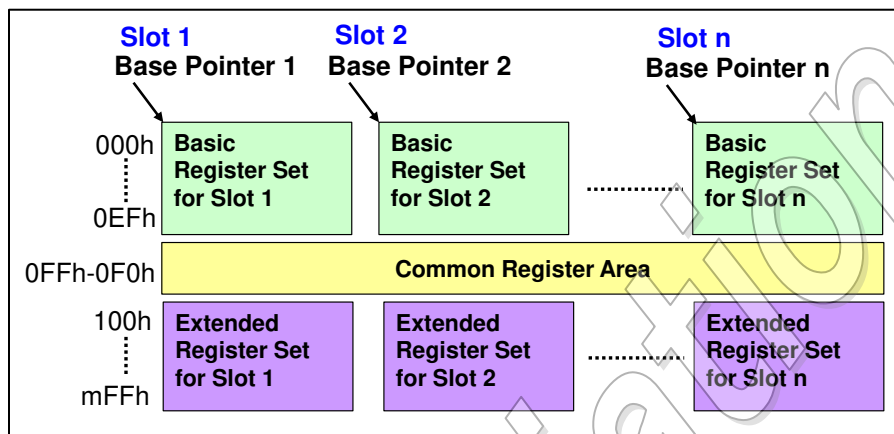 Slot 1
Base Pointer 1
Slot 2
Base Pointer 2
Slot n
Base Pointer n
000h
0EFh
Basic
Register Set
for Slot 1
Basic
Register Set
for Slot 2
Basic
Register Set
for Slot n
0FFh-0F0h
Common Register Area
100h
mFFh
Extended
Register Set
for Slot 1
Extended
Register Set
for Slot 2
Extended
Register Set
for Slot n